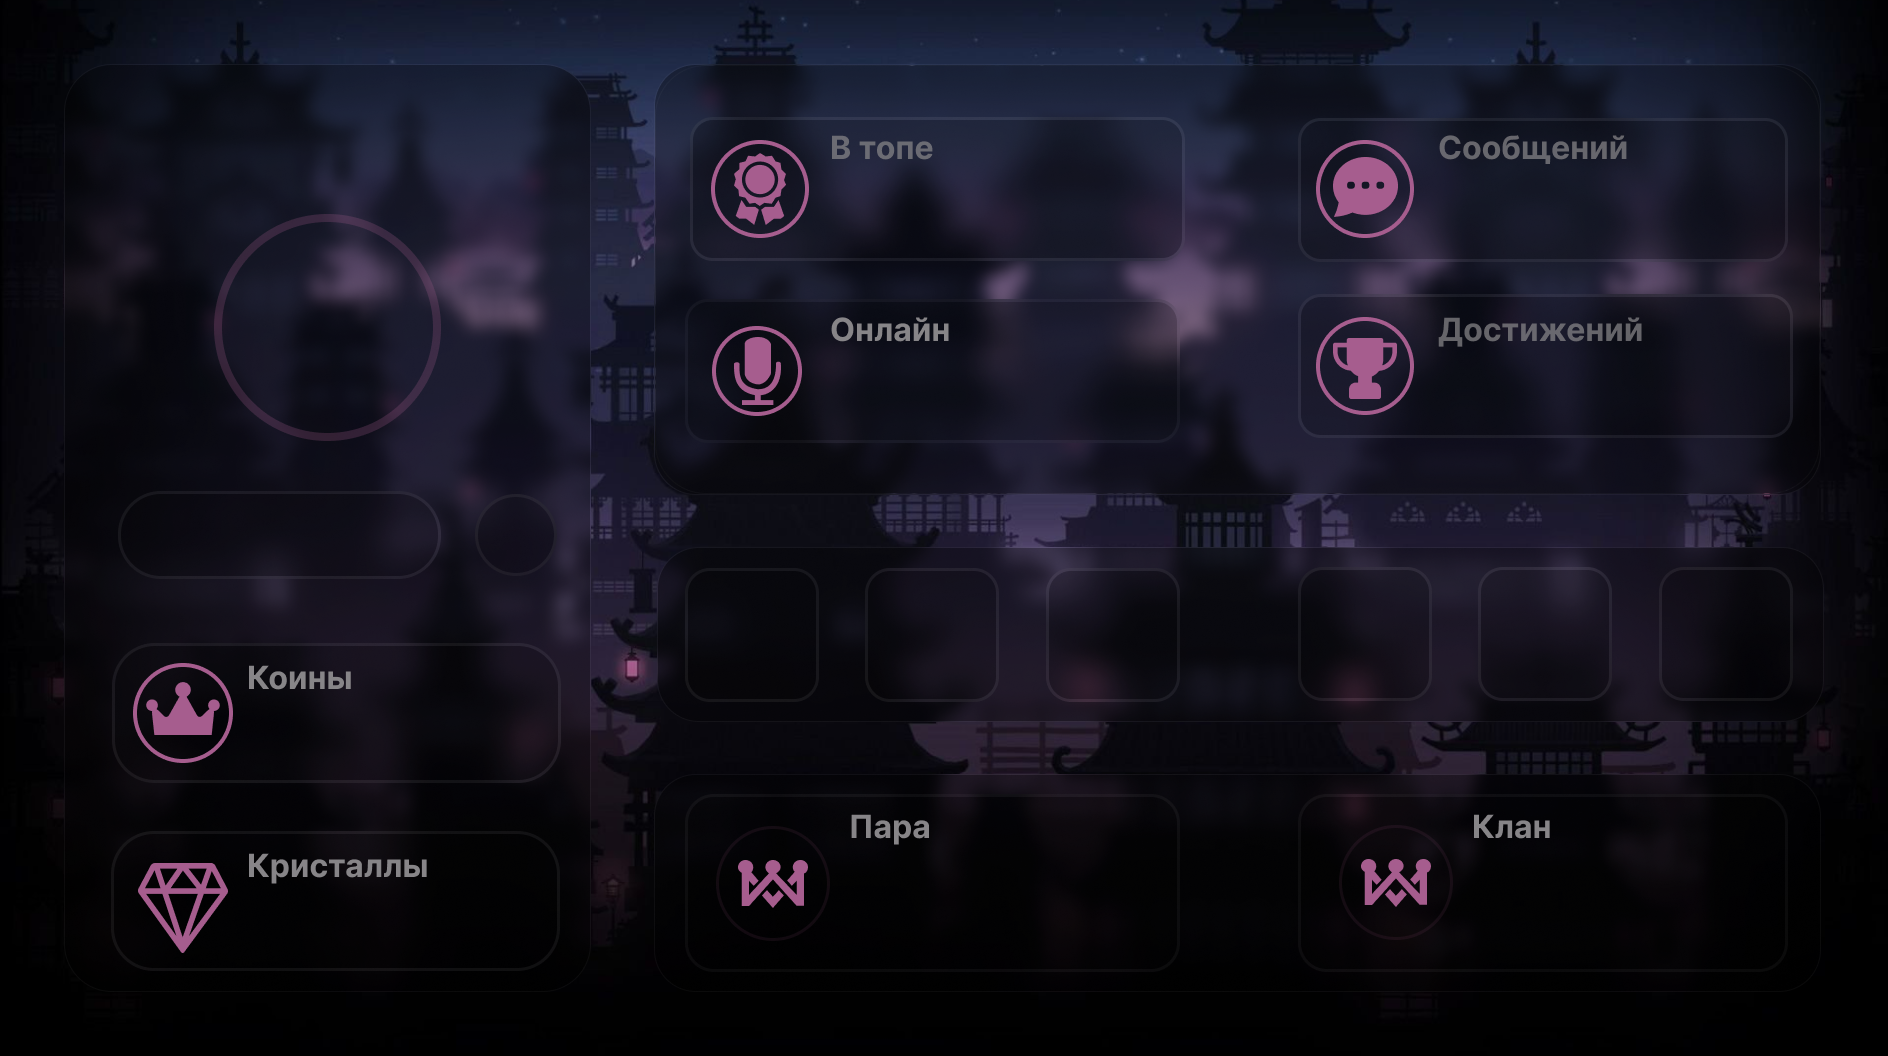 В топе
Сообщений
Онлайн
Достижений
Коины
Кристаллы
Пара
Клан